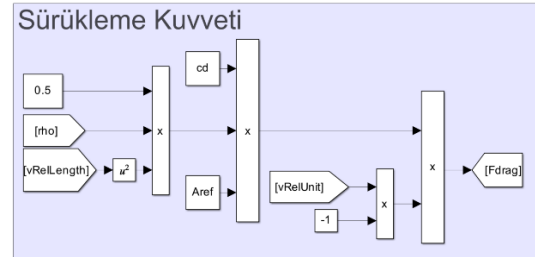 Sürükleme Kuvveti
cd
0.5
[rho]
x
x
[vRelLength]
u²
x
[Fdrag]
Aref
[vRelUnit]
x
-1